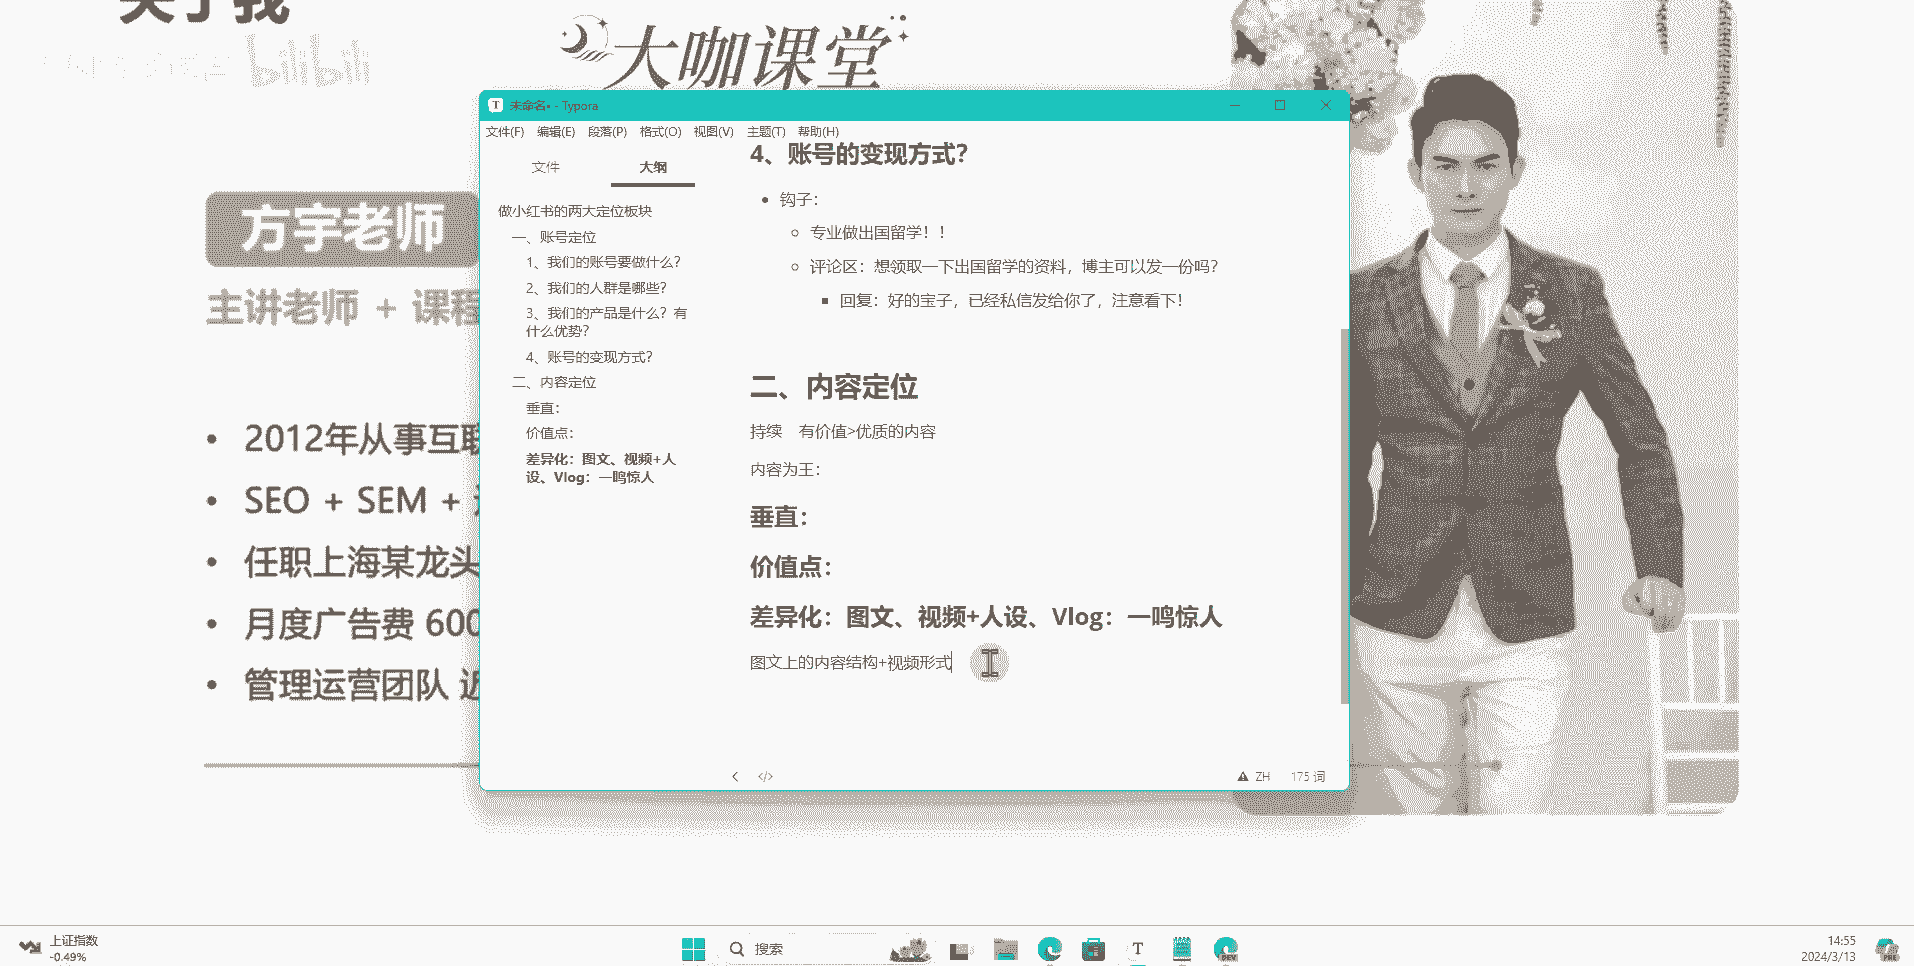 关于我
bilibili
大咖课堂
方宇老师
主讲老师 + 课程
2012年从事互联
SEO + SEM +
任职上海某龙头
月度广告费 600
管理运营团队 近
未命名• - Typora
文件(F) 编辑(E) 段落(P) 格式(O) 视图(V) 主题(T) 帮助(H)
文件 大纲
做小红书的两大定位板块
一、账号定位
1、我们的账号要做什么？
2、我们的人群是哪些？
3、我们的产品是什么？有
什么优势？
4、账号的变现方式？
二、内容定位
垂直：
价值点：
差异化：图文、视频+人
设、Vlog：一鸣惊人
4、账号的变现方式？
钩子：
专业做出国留学！！
评论区：想领取一下出国留学的资料，博主可以发一份吗？
回复：好的宝子，已经私信发给你了，注意看下！
二、内容定位
持续 有价值>优质的内容
内容为王：
垂直：
价值点：
差异化：图文、视频+人设、Vlog：一鸣惊人
图文上的内容结构+视频形式
</> ZH 175 词
上证指数
-0.49%
搜索
T
DEV
14:55
2024/3/13
PRE